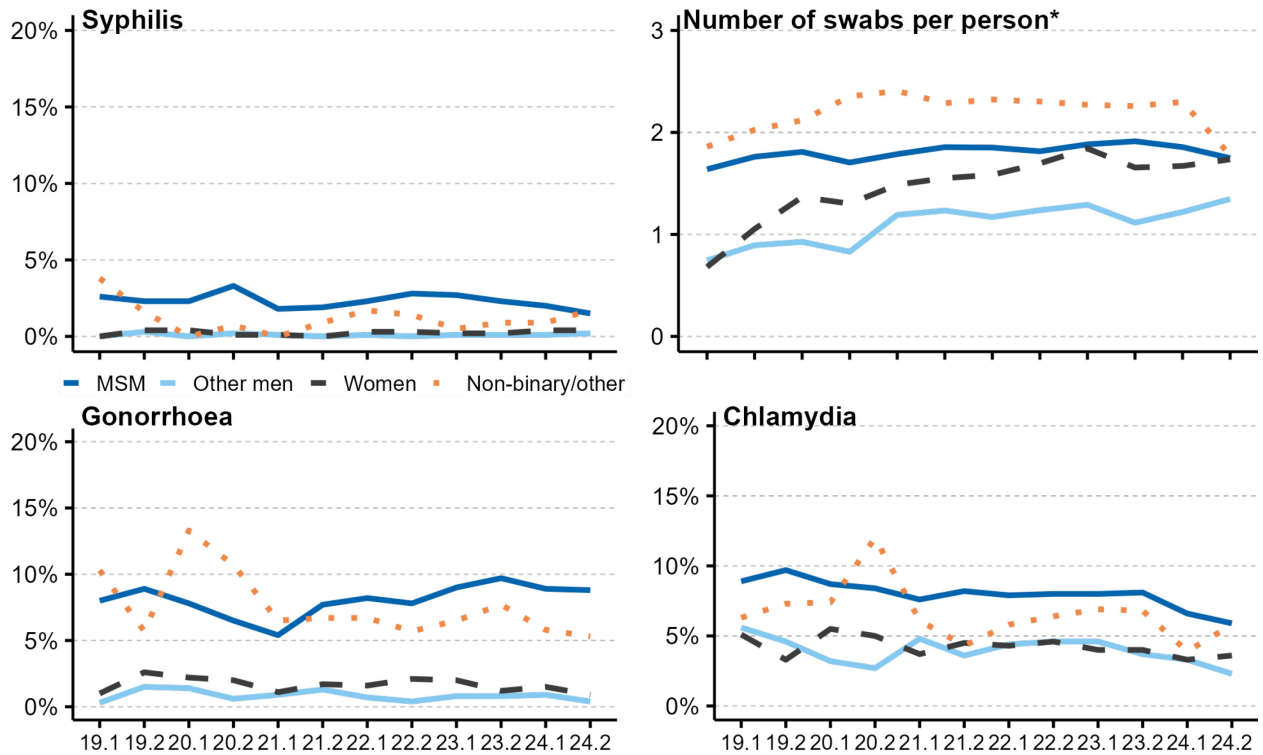 Syphilis
20%
15%
10%
5%
0%
Number of swabs per person*
3
2
1
0
MSM Other men Women Non-binary/other
Gonorrhoea
20%
15%
10%
5%
0%
19.1 19.2 20.1 20.2 21.1 21.2 22.1 22.2 23.1 23.2 24.1 24.2
Chlamydia
20%
15%
10%
5%
0%
19.1 19.2 20.1 20.2 21.1 21.2 22.1 22.2 23.1 23.2 24.1 24.2